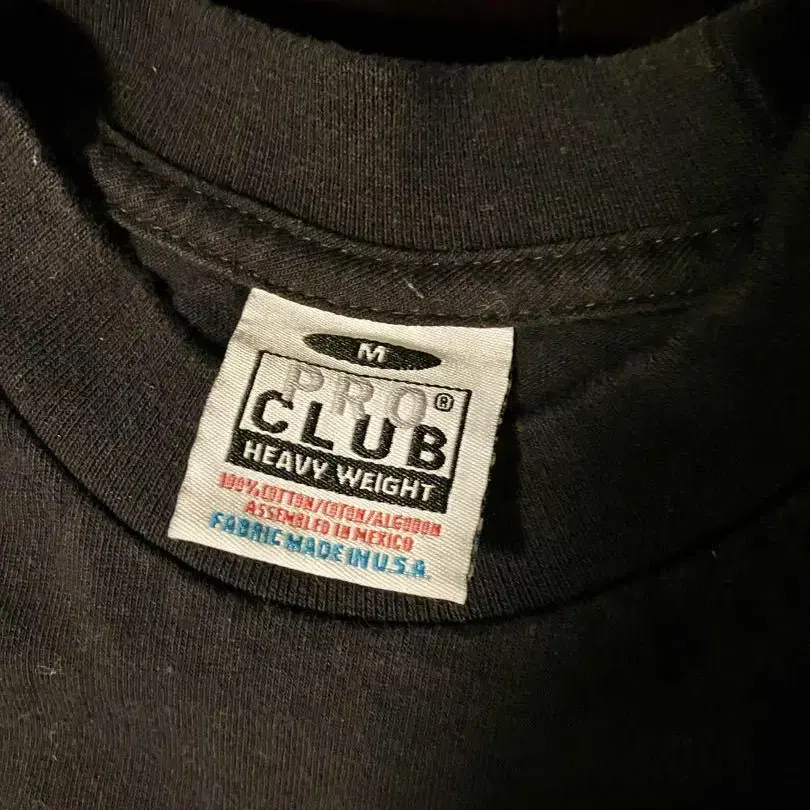 M
PRO®
CLUB
HEAVY WEIGHT
100% COTTON/COTON/ALGODON
ASSEMBLED IN MEXICO
FABRIC MADE IN U.S.A.